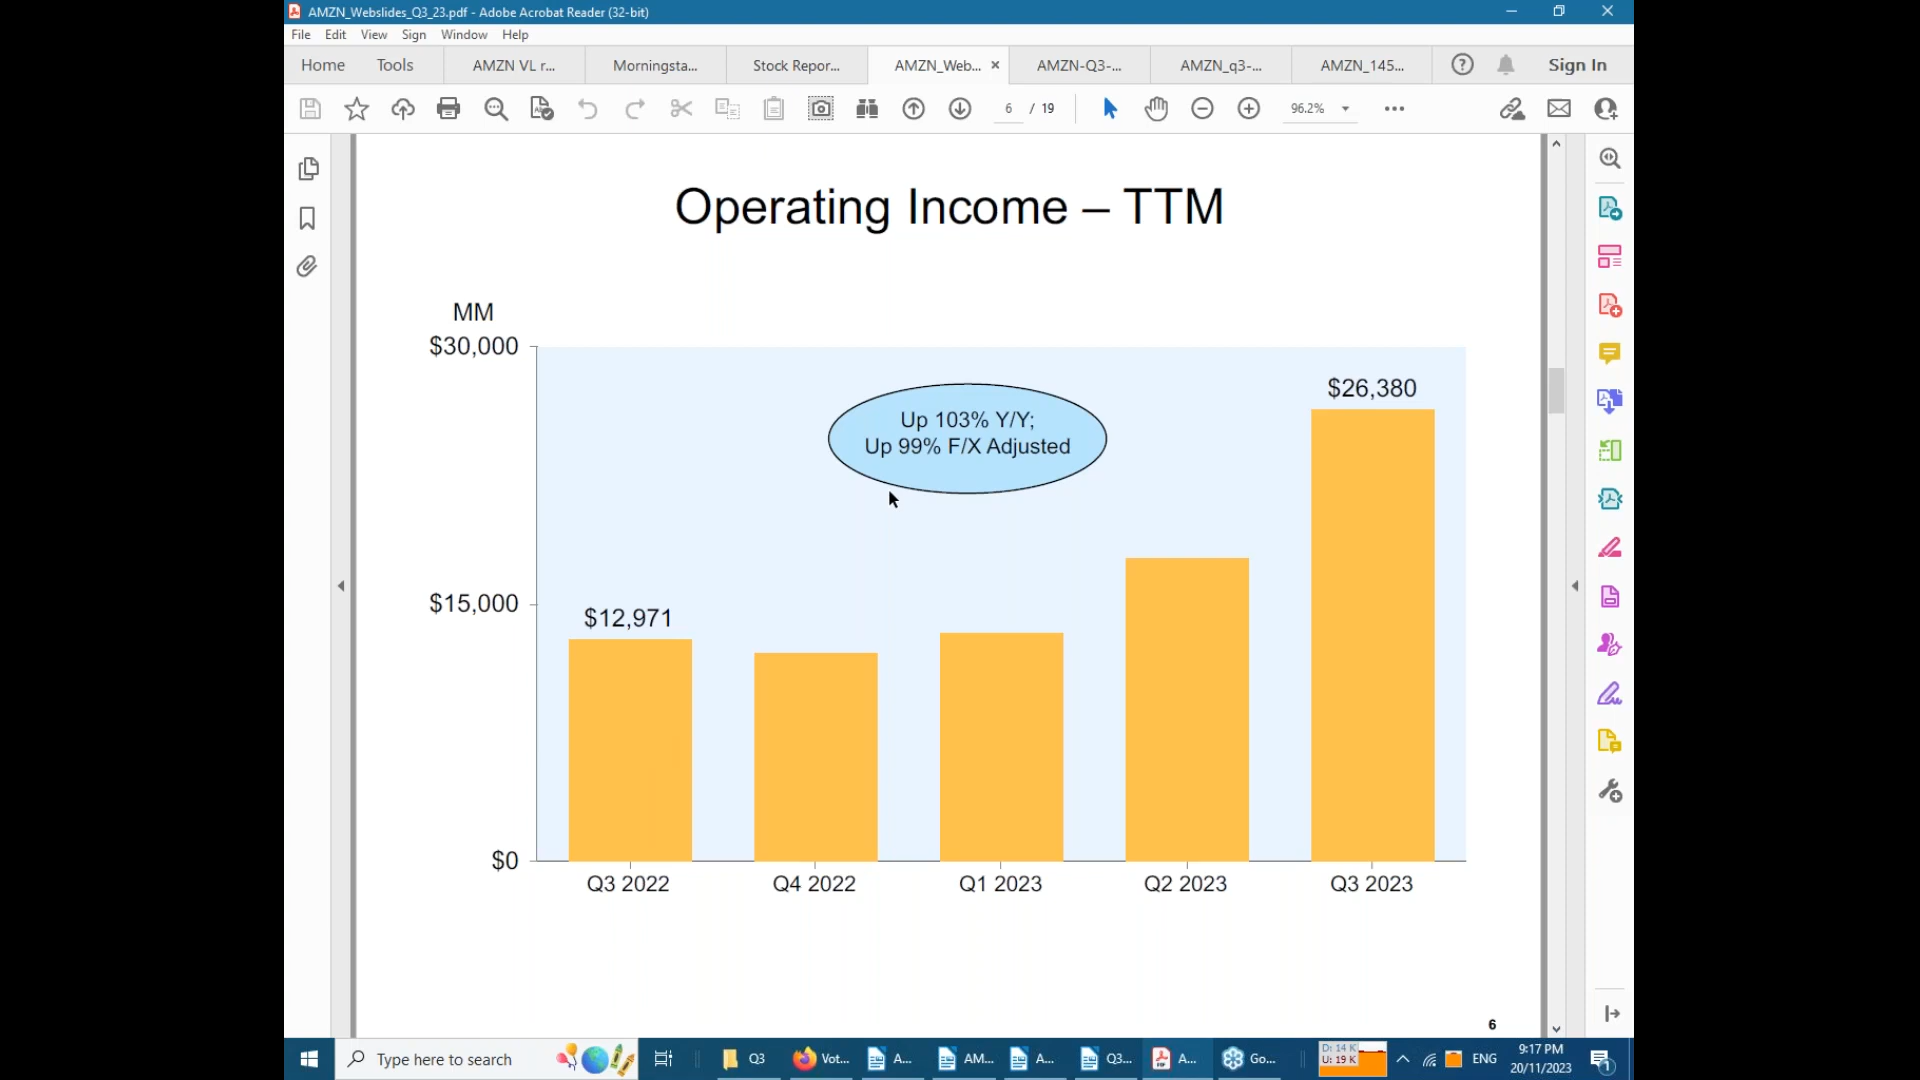 AMZN_Webslides_Q3_23.pdf - Adobe Acrobat Reader (32-bit)
File Edit View Sign Window Help
Home Tools AMZN VL r... Morningsta... Stock Repor... AMZN_Web... AMZN-Q3-... AMZN_q3-... AMZN_145... Sign In
6 / 19 96.2%
Operating Income – TTM
MM
$30,000
$26,380
Up 103% Y/Y;
Up 99% F/X Adjusted
$15,000
$12,971
$0
Q3 2022 Q4 2022 Q1 2023 Q2 2023 Q3 2023
6
Type here to search Q3 Vot... A... AM... A... Q3... A... Go... D: 14 K ENG 9:17 PM
U: 19 K 20/11/2023 1